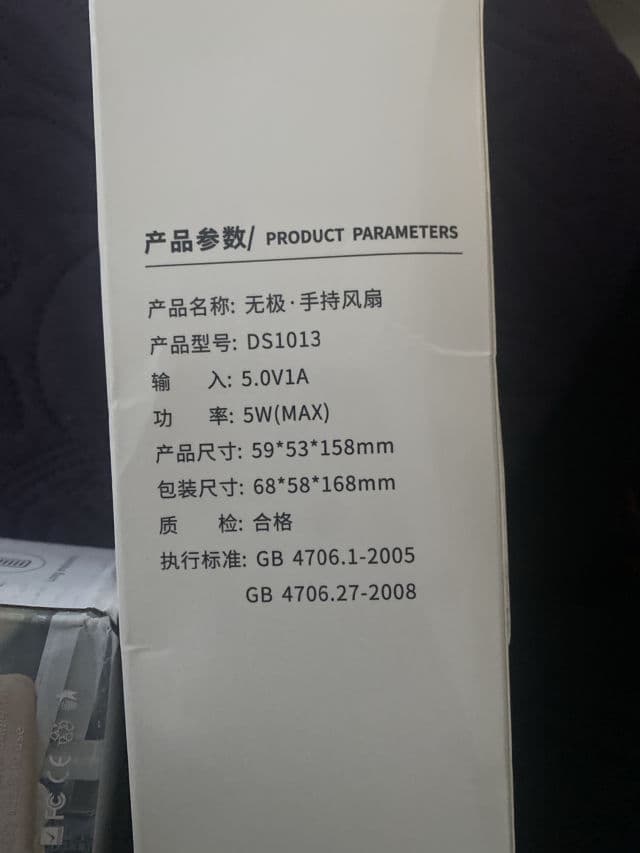 产品参数/ PRODUCT PARAMETERS
产品名称: 无极·手持风扇
产品型号: DS1013
输 入: 5.0V1A
功 率: 5W(MAX)
产品尺寸: 59*53*158mm
包装尺寸: 68*58*168mm
质 检: 合格
执行标准: GB 4706.1-2005
GB 4706.27-2008
FC CE
use